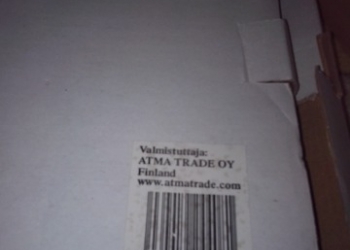 Valmistuttaja:
ATMA TRADE OY
Finland
www.atmatrade.com